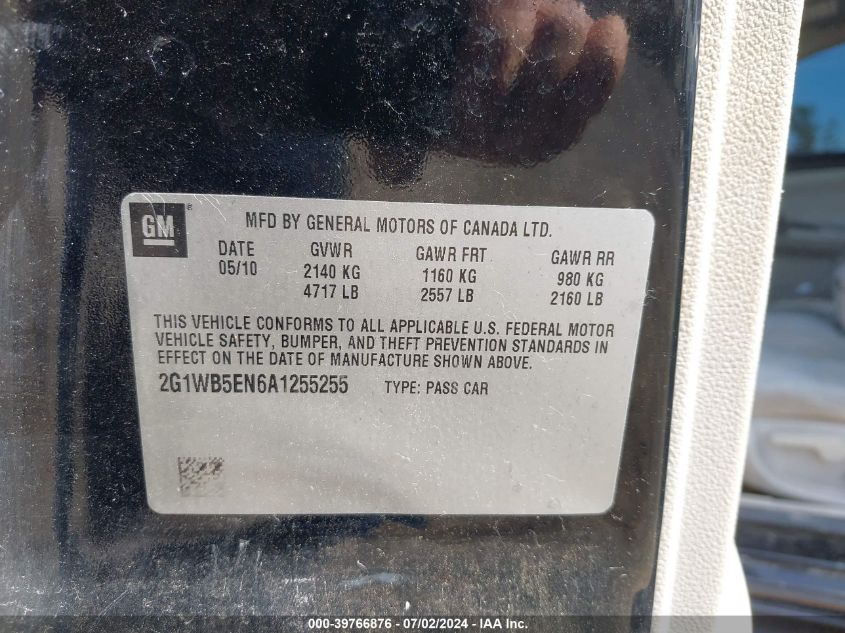 GM ®
MFD BY GENERAL MOTORS OF CANADA LTD.
DATE GVWR GAWR FRT GAWR RR
05/10 2140 KG 1160 KG 980 KG
4717 LB 2557 LB 2160 LB
THIS VEHICLE CONFORMS TO ALL APPLICABLE U.S. FEDERAL MOTOR
VEHICLE SAFETY, BUMPER, AND THEFT PREVENTION STANDARDS IN
EFFECT ON THE DATE OF MANUFACTURE SHOWN ABOVE.
2G1WB5EN6A1255255 TYPE: PASS CAR
000-39766876 - 07/02/2024 - IAA Inc.